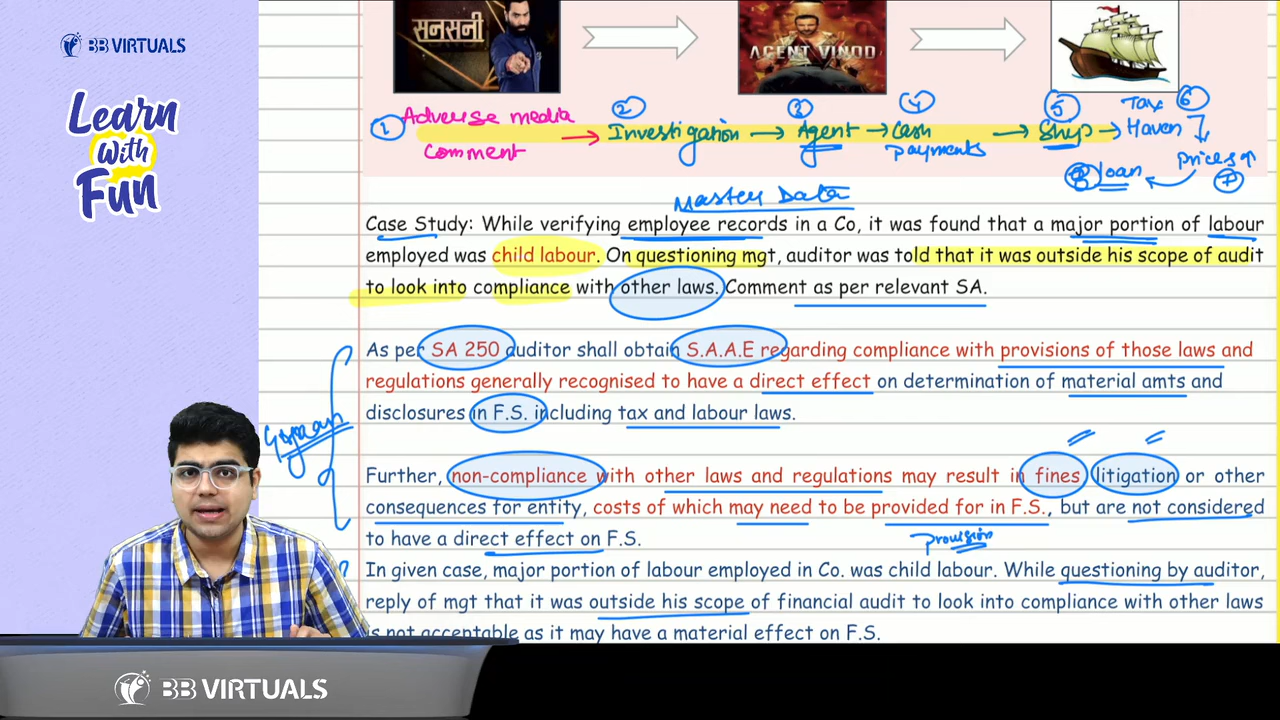 BB VIRTUALS
Learn
With
Fun
सनसनी
AGENT VINOD
① Adverse media comment → ② Investigation → ③ Agent → ④ Cash payments → ⑤ Ship → Tax Haven ⑥
prices ⑦
⑧ loan
Master Data
Case Study: While verifying employee records in a Co, it was found that a major portion of labour
employed was child labour. On questioning mgt, auditor was told that it was outside his scope of audit
to look into compliance with other laws. Comment as per relevant SA.
As per SA 250 auditor shall obtain S.A.A.E regarding compliance with provisions of those laws and
regulations generally recognised to have a direct effect on determination of material amts and
disclosures in F.S. including tax and labour laws.
Gyaan
Further, non-compliance with other laws and regulations may result in fines litigation or other
consequences for entity, costs of which may need to be provided for in F.S., but are not considered
to have a direct effect on F.S.
provision
In given case, major portion of labour employed in Co. was child labour. While questioning by auditor,
reply of mgt that it was outside his scope of financial audit to look into compliance with other laws
is not acceptable as it may have a material effect on F.S.
BB VIRTUALS